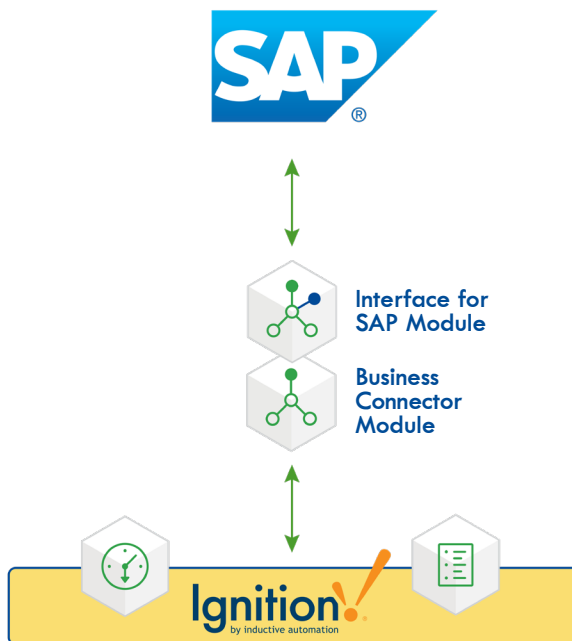 SAP
®
Interface for
SAP Module
Business
Connector
Module
Ignition!
by inductive automation